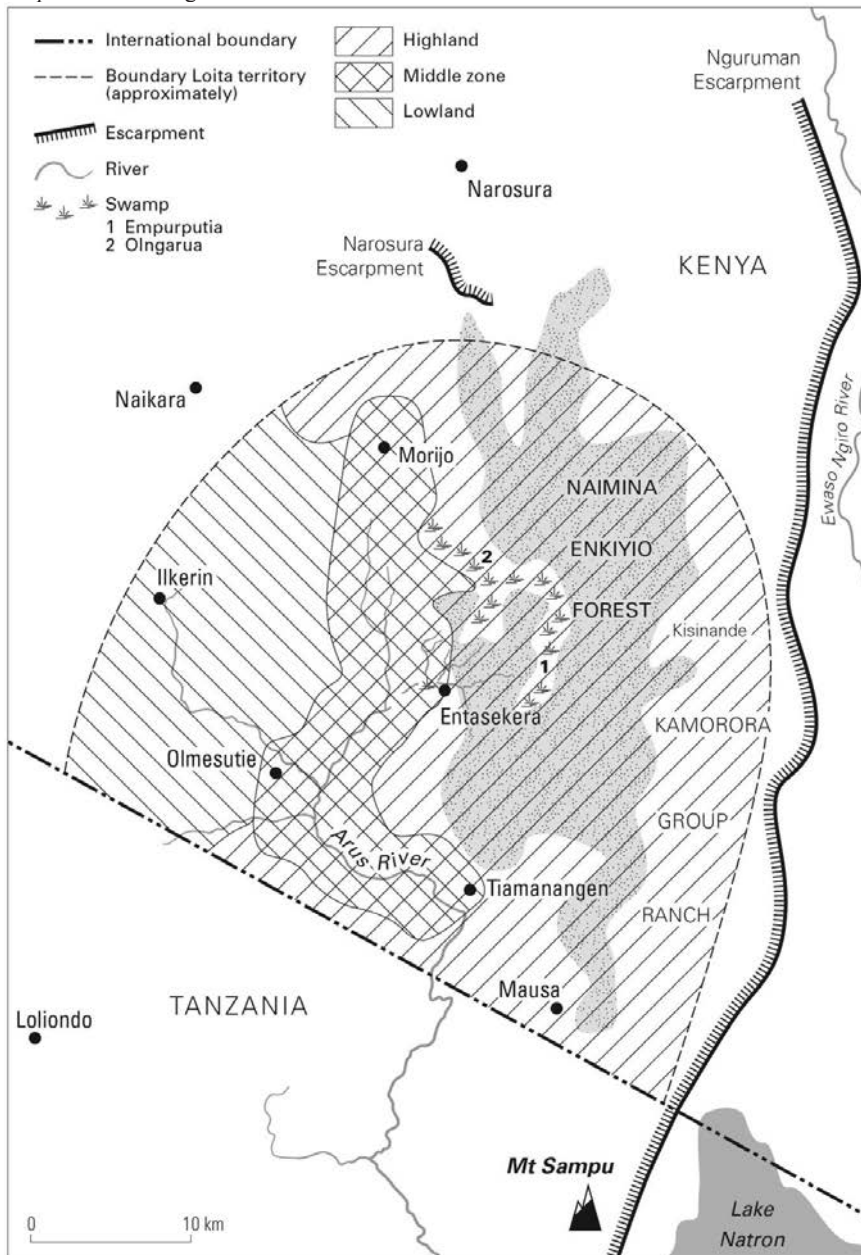 International boundary
Boundary Loita territory
(approximately)
Escarpment
River
Swamp
1 Empurputia
2 Olngarua
Highland
Middle zone
Lowland
Nguruman
Escarpment
Narosura
Narosura
Escarpment
KENYA
Naikara
Morijo
NAIMINA
ENKIYIO
FOREST
Ewaso Ngiro River
2
Ilkerin
Kisinande
1
Entasekera
KAMORORA
Olmesutie
GROUP
Arus River
Tiamanangen
RANCH
Mausa
TANZANIA
Loliondo
Mt Sampu
Lake
Natron
0 10 km